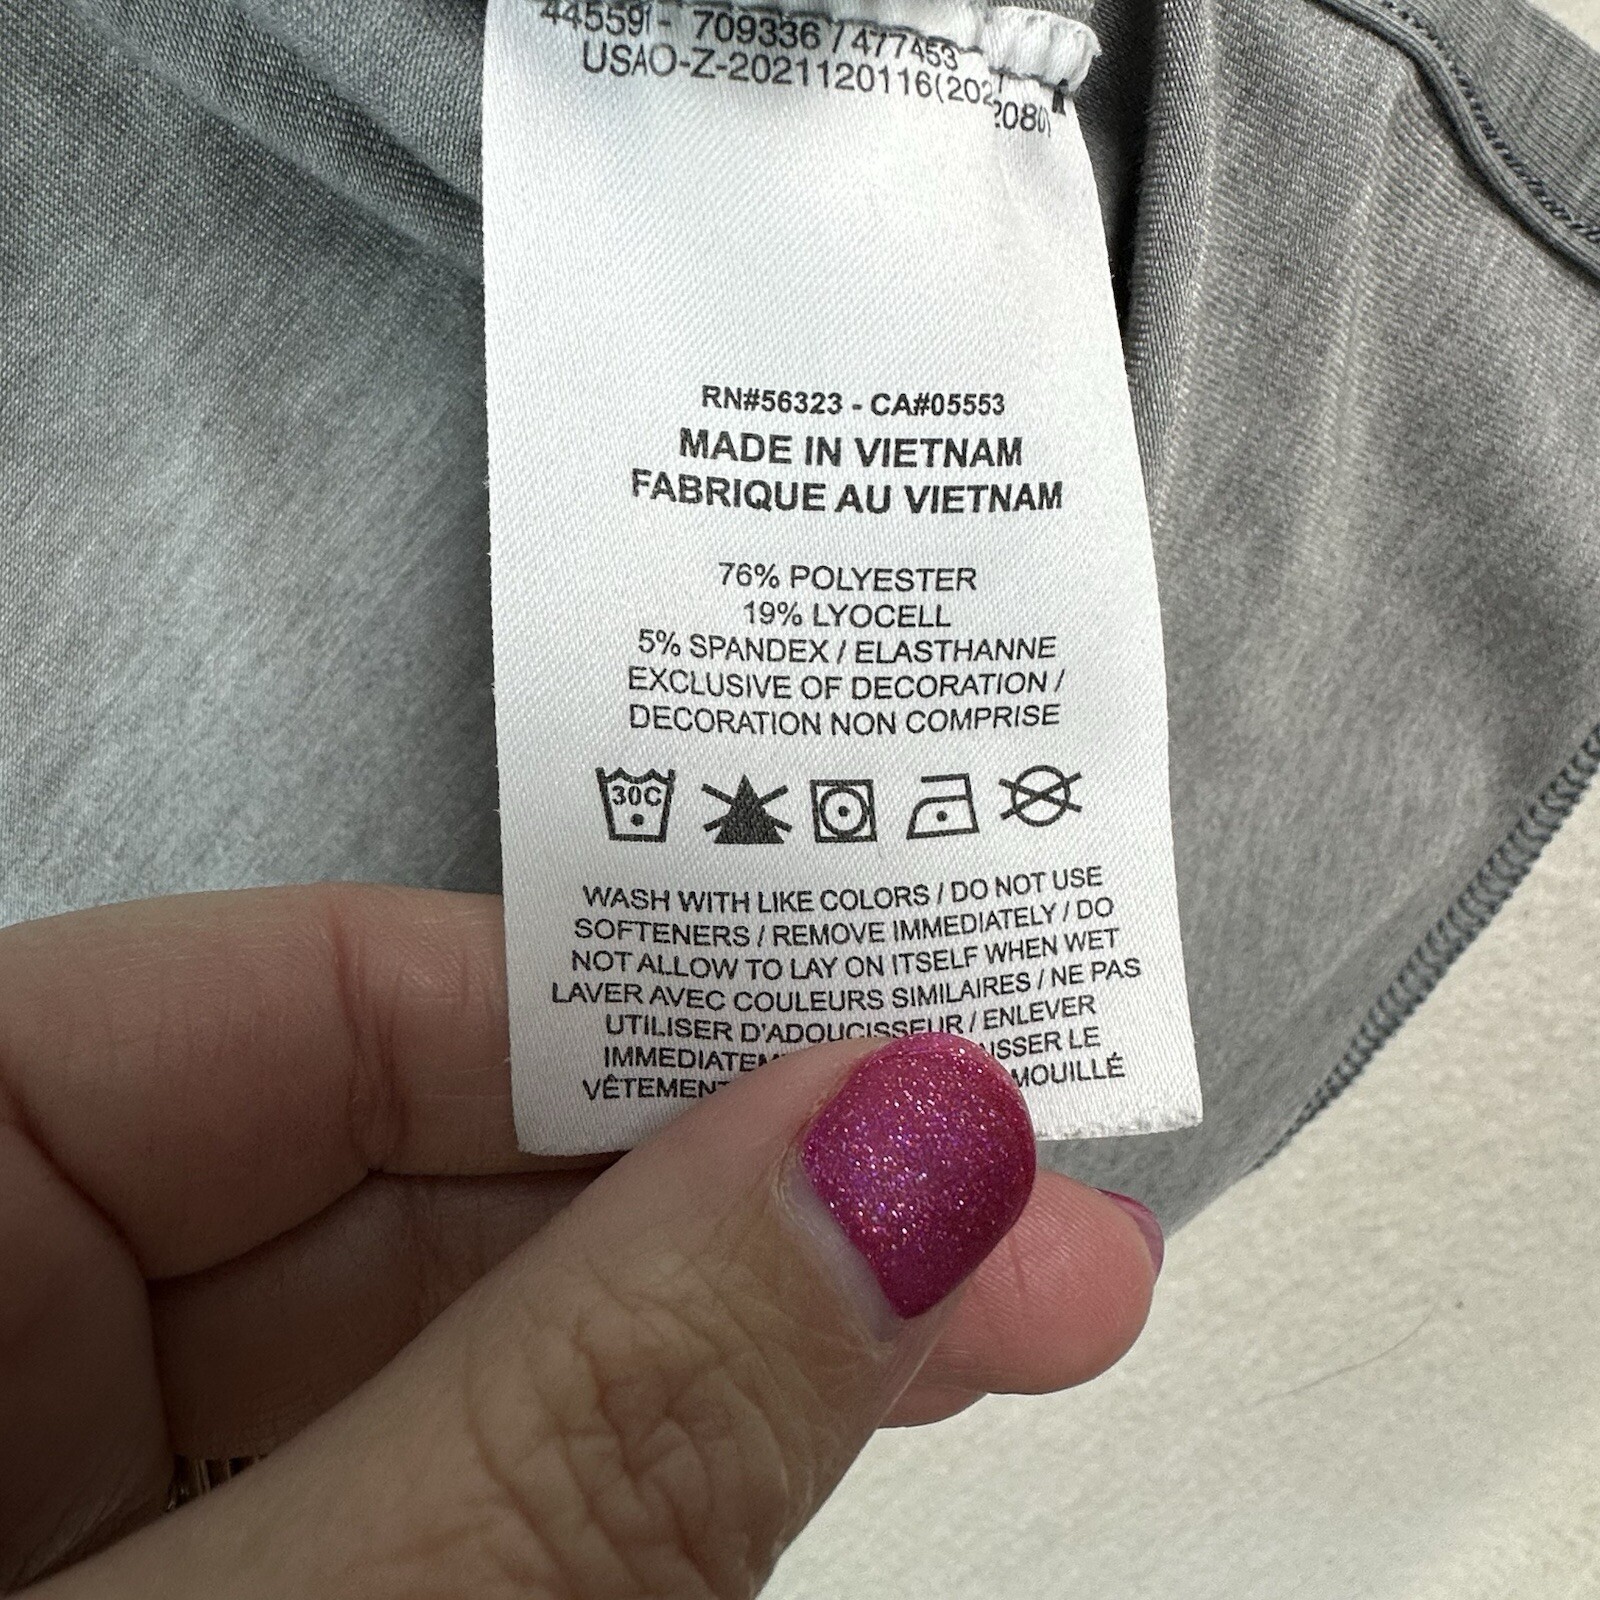 445591- 709336 / 477453
USAO-Z-2021120116(202
2080)
RN#56323 - CA#05553
MADE IN VIETNAM
FABRIQUE AU VIETNAM
76% POLYESTER
19% LYOCELL
5% SPANDEX / ELASTHANNE
EXCLUSIVE OF DECORATION /
DECORATION NON COMPRISE
30C
WASH WITH LIKE COLORS / DO NOT USE
SOFTENERS / REMOVE IMMEDIATELY / DO
NOT ALLOW TO LAY ON ITSELF WHEN WET
LAVER AVEC COULEURS SIMILAIRES / NE PAS
UTILISER D'ADOUCISSEUR / ENLEVER
LE
VÊTEMENT MOUILLÉ